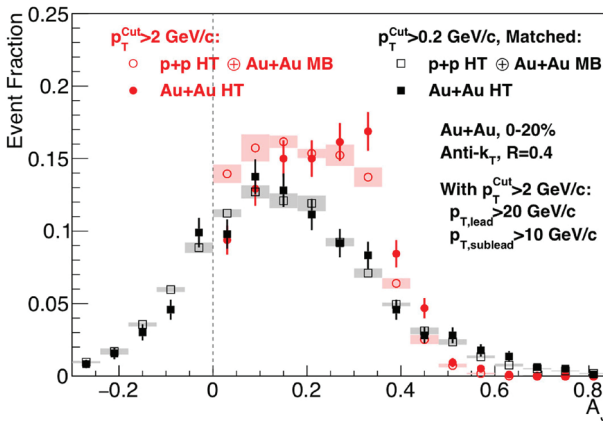 p_T^Cut>2 GeV/c:
p+p HT ⊕ Au+Au MB
Au+Au HT
p_T^Cut>0.2 GeV/c, Matched:
p+p HT ⊕ Au+Au MB
Au+Au HT
Au+Au, 0-20%
Anti-k_T, R=0.4
With p_T^Cut>2 GeV/c:
p_T,lead>20 GeV/c
p_T,sublead>10 GeV/c
Event Fraction
0.25
0.2
0.15
0.1
0.05
0
−0.2
0
0.2
0.4
0.6
0.8